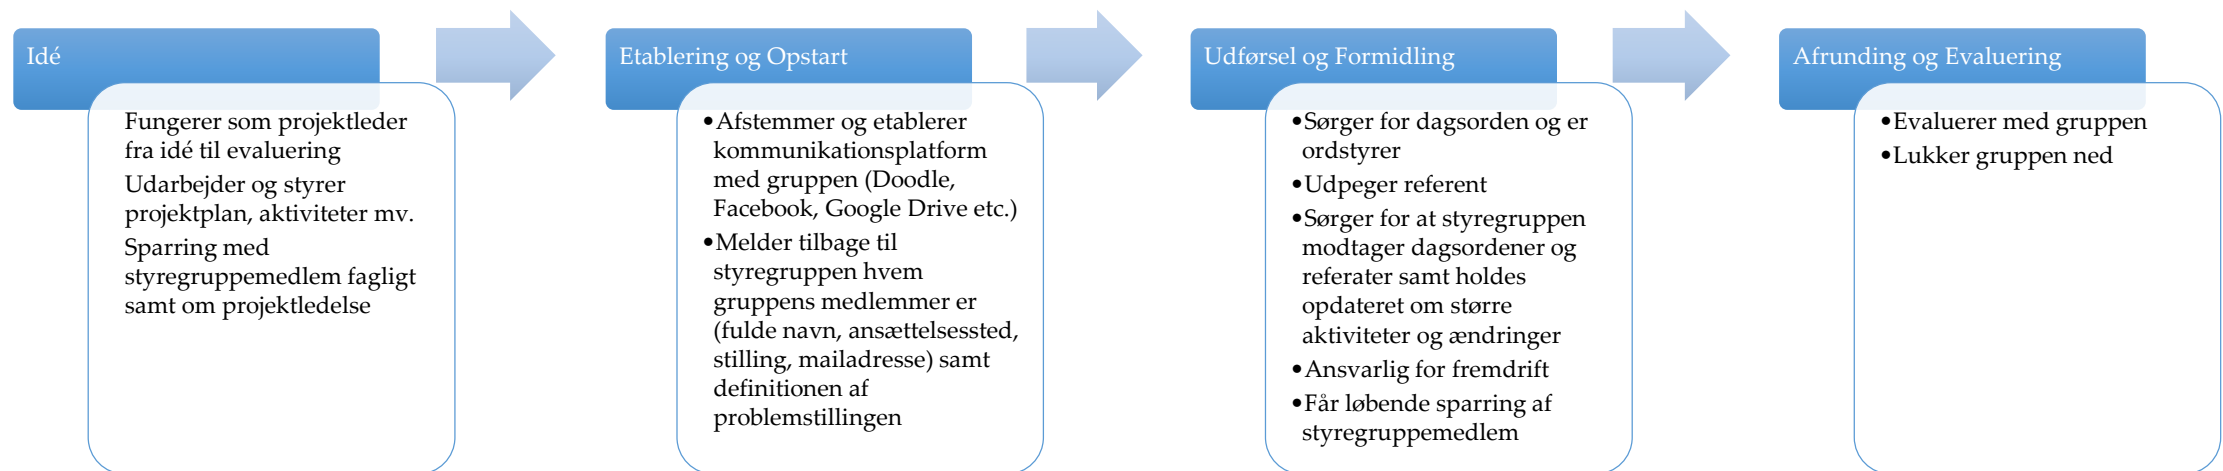 Idé
Fungerer som projektleder
fra idé til evaluering
Udarbejder og styrer
projektplan, aktiviteter mv.
Sparring med
styregruppemedlem fagligt
samt om projektledelse
Etablering og Opstart
•Afstemmer og etablerer
kommunikationsplatform
med gruppen (Doodle,
Facebook, Google Drive etc.)
•Melder tilbage til
styregruppen hvem
gruppens medlemmer er
(fulde navn, ansættelsessted,
stilling, mailadresse) samt
definitionen af
problemstillingen
Udførsel og Formidling
•Sørger for dagsorden og er
ordstyrer
•Udpeger referent
•Sørger for at styregruppen
modtager dagsordener og
referater samt holdes
opdateret om større
aktiviteter og ændringer
•Ansvarlig for fremdrift
•Får løbende sparring af
styregruppemedlem
Afrunding og Evaluering
•Evaluerer med gruppen
•Lukker gruppen ned